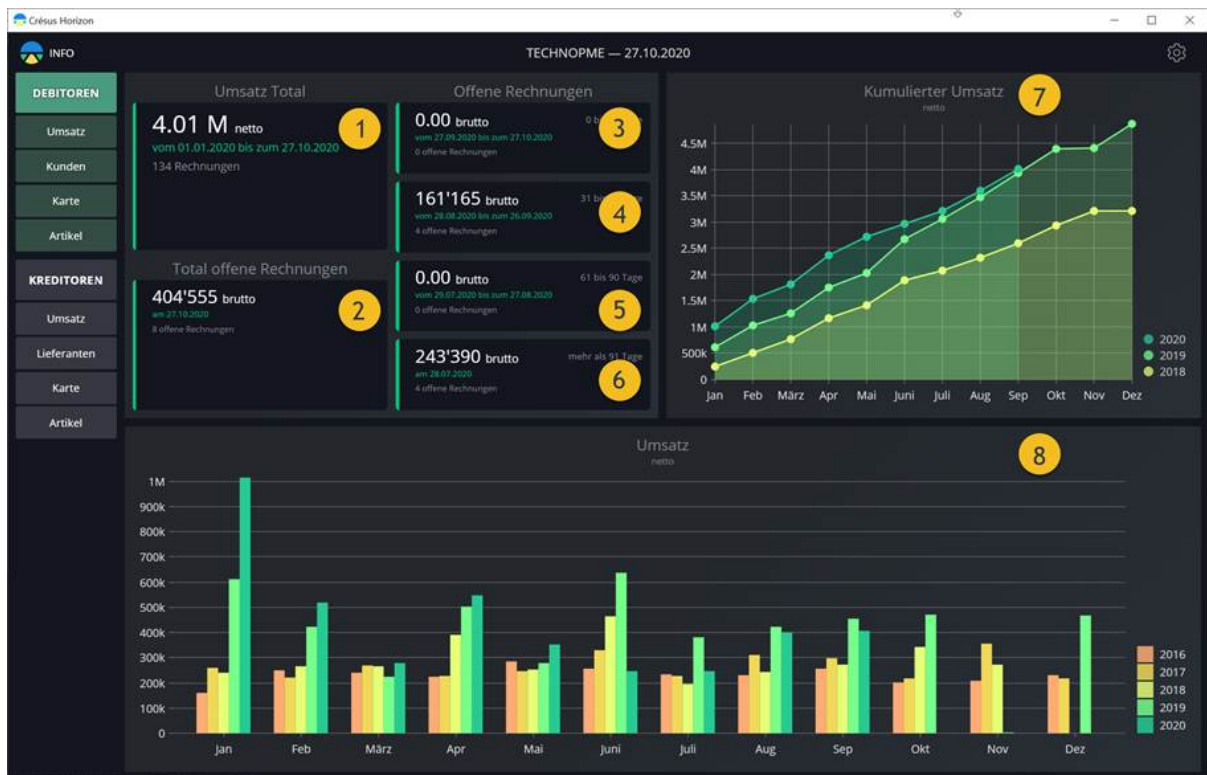 Crésus Horizon
INFO
TECHNOPME — 27.10.2020
DEBITOREN
Umsatz
Kunden
Karte
Artikel
KREDITOREN
Umsatz
Lieferanten
Karte
Artikel
Umsatz Total
4.01 M netto
vom 01.01.2020 bis zum 27.10.2020
134 Rechnungen
1
Total offene Rechnungen
404'555 brutto
am 27.10.2020
8 offene Rechnungen
2
Offene Rechnungen
0.00 brutto
vom 27.09.2020 bis zum 27.10.2020
0 offene Rechnungen
3
161'165 brutto
vom 28.08.2020 bis zum 26.09.2020
4 offene Rechnungen
31
4
0.00 brutto
61 bis 90 Tage
vom 29.07.2020 bis zum 27.08.2020
0 offene Rechnungen
5
243'390 brutto
mehr als 91 Tage
am 28.07.2020
4 offene Rechnungen
6
Kumulierter Umsatz
netto
7
4.5M
4M
3.5M
3M
2.5M
2M
1.5M
1M
500k
0
Jan Feb März Apr Mai Juni Juli Aug Sep Okt Nov Dez
2020
2019
2018
Umsatz
netto
8
1M
900k
800k
700k
600k
500k
400k
300k
200k
100k
0
Jan Feb März Apr Mai Juni Juli Aug Sep Okt Nov Dez
2016
2017
2018
2019
2020